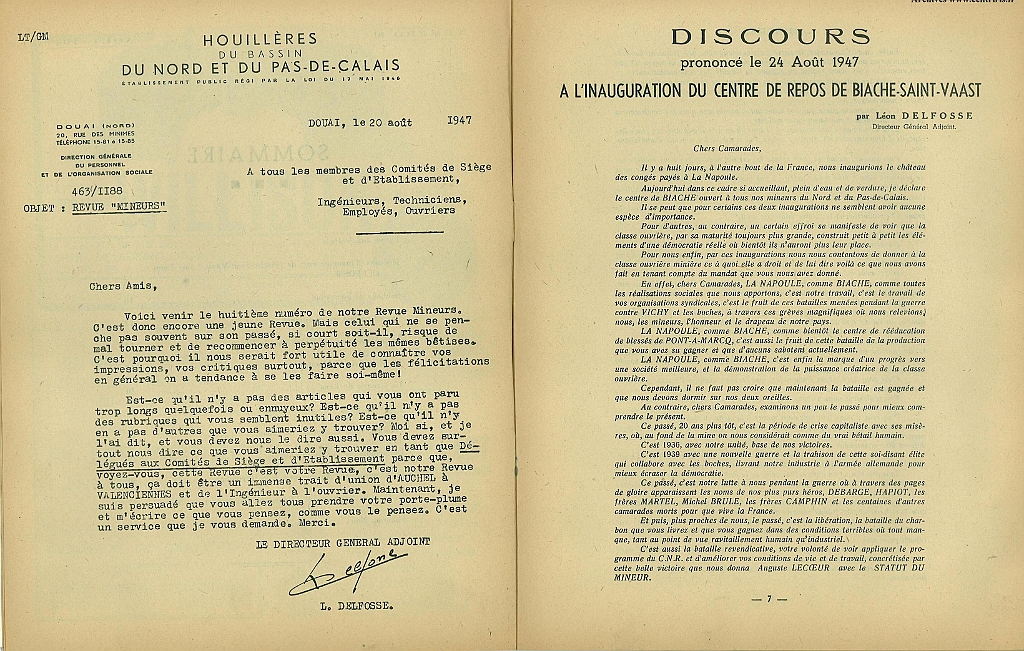 LT/GM
HOUILLÈRES
DU BASSIN
DU NORD ET DU PAS-DE-CALAIS
ÉTABLISSEMENT PUBLIC RÉGI PAR LA LOI DU 17 MAI 1946
DOUAI (NORD)
20, RUE DES MINIMES
TÉLÉPHONE 15-81 à 15-85
DIRECTION GÉNÉRALE
DU PERSONNEL
ET DE L'ORGANISATION SOCIALE
463/II88
OBJET : REVUE "MINEURS"
DOUAI, le 20 août 1947
A tous les membres des Comités de Siège
et d'Etablissement,
Ingénieurs, Techniciens,
Employés, Ouvriers
Chers Amis,
Voici venir le huitième numéro de notre Revue Mineurs.
C'est donc encore une jeune Revue. Mais celui qui ne se pen-
che pas souvent sur son passé, si court soit-il, risque de
mal tourner et de recommencer à perpétuité les mêmes bêtises.
C'est pourquoi il nous serait fort utile de connaître vos
impressions, vos critiques surtout, parce que les félicitations
en général on a tendance à se les faire soi-même!
Est-ce qu'il n'y a pas des articles qui vous ont paru
trop longs quelquefois ou ennuyeux? Est-ce qu'il n'y a pas
des rubriques qui vous semblent inutiles? Est-ce qu'il n'y
en a pas d'autres que vous aimeriez y trouver? Moi si, et je
l'ai dit, et vous devez nous le dire aussi. Vous devez sur-
tout nous dire ce que vous aimeriez y trouver en tant que Dé-
légués aux Comités de Siège et d'Etablissement parce que,
voyez-vous, cette Revue c'est votre Revue, c'est notre Revue
à tous, ça doit être un immense trait d'union d'AUCHEL à
VALENCIENNES et de l'Ingénieur à l'ouvrier. Maintenant, je
suis persuadé que vous allez tous prendre votre porte-plume
et m'écrire ce que vous pensez, comme vous le pensez. C'est
un service que je vous demande. Merci.
LE DIRECTEUR GENERAL ADJOINT
Delfosse
L. DELFOSSE.
DISCOURS
prononcé le 24 Août 1947
A L'INAUGURATION DU CENTRE DE REPOS DE BIACHE-SAINT-VAAST
par Léon DELFOSSE
Directeur Général Adjoint.
Chers Camarades,
Il y a huit jours, à l'autre bout de la France, nous inaugurions le château
des congés payés à La Napoule.
Aujourd'hui dans ce cadre si accueillant, plein d'eau et de verdure, je déclare
le centre de BIACHE ouvert à tous nos mineurs du Nord et du Pas-de-Calais.
Il se peut que pour certains ces deux inaugurations ne semblent avoir aucune
espèce d'importance.
Pour d'autres, au contraire, un certain effroi se manifeste de voir que la
classe ouvrière, par sa maturité toujours plus grande, construit petit à petit les élé-
ments d'une démocratie réelle où bientôt ils n'auront plus leur place.
Pour nous enfin, par ces inaugurations nous nous contentons de donner à la
classe ouvrière minière ce à quoi elle a droit et de lui dire voilà ce que nous avons
fait en tenant compte du mandat que vous nous avez donné.
En effet, chers Camarades, LA NAPOULE, comme BIACHE, comme toutes
les réalisations sociales que nous apportons, c'est notre travail, c'est le travail de
vos organisations syndicales, c'est le fruit de ces batailles menées pendant la guerre
contre VICHY et les boches, à travers ces grèves magnifiques où nous relevions,
nous, les mineurs, l'honneur et le drapeau de notre pays.
LA NAPOULE, comme BIACHE, comme bientôt le centre de rééducation
de blessés de PONT-A-MARCQ, c'est aussi le fruit de cette bataille de la production
que vous avez su gagner et que d'aucuns sabotent actuellement.
LA NAPOULE, comme BIACHE, c'est enfin la marque d'un progrès vers
une société meilleure, et la démonstration de la puissance créatrice de la classe
ouvrière.
Cependant, il ne faut pas croire que maintenant la bataille est gagnée et
que nous devons dormir sur nos deux oreilles.
Au contraire, chers Camarades, examinons un peu le passé pour mieux com-
prendre le présent.
Ce passé, 20 ans plus tôt, c'est la période de crise capitaliste avec ses misè-
res, où, au fond de la mine on nous considérait comme du vrai bétail humain.
C'est 1936, avec notre unité, base de nos victoires.
C'est 1939 avec une nouvelle guerre et la trahison de cette soi-disant élite
qui collabore avec les boches, livrant notre industrie à l'armée allemande pour
mieux écraser la démocratie.
Ce passé, c'est notre lutte à nous pendant la guerre où à travers des pages
de gloire apparaissent les noms de nos plus purs héros, DEBARGE, HAPIOT, les
frères MARTEL, Michel BRULE, les frères CAMPHIN et les centaines d'autres
camarades morts pour que vive la France.
Et puis, plus proches de nous, le passé, c'est la libération, la bataille du char-
bon que vous livrez et que vous gagnez dans des conditions terribles où tout man-
que, tant au point de vue ravitaillement humain qu'industriel.
C'est aussi la bataille revendicative, votre volonté de voir appliquer le pro-
gramme du C.N.R. et d'améliorer vos conditions de vie et de travail, concrétisée par
cette belle victoire que nous donna Auguste LECŒUR avec le STATUT DU
MINEUR.
— 7 —